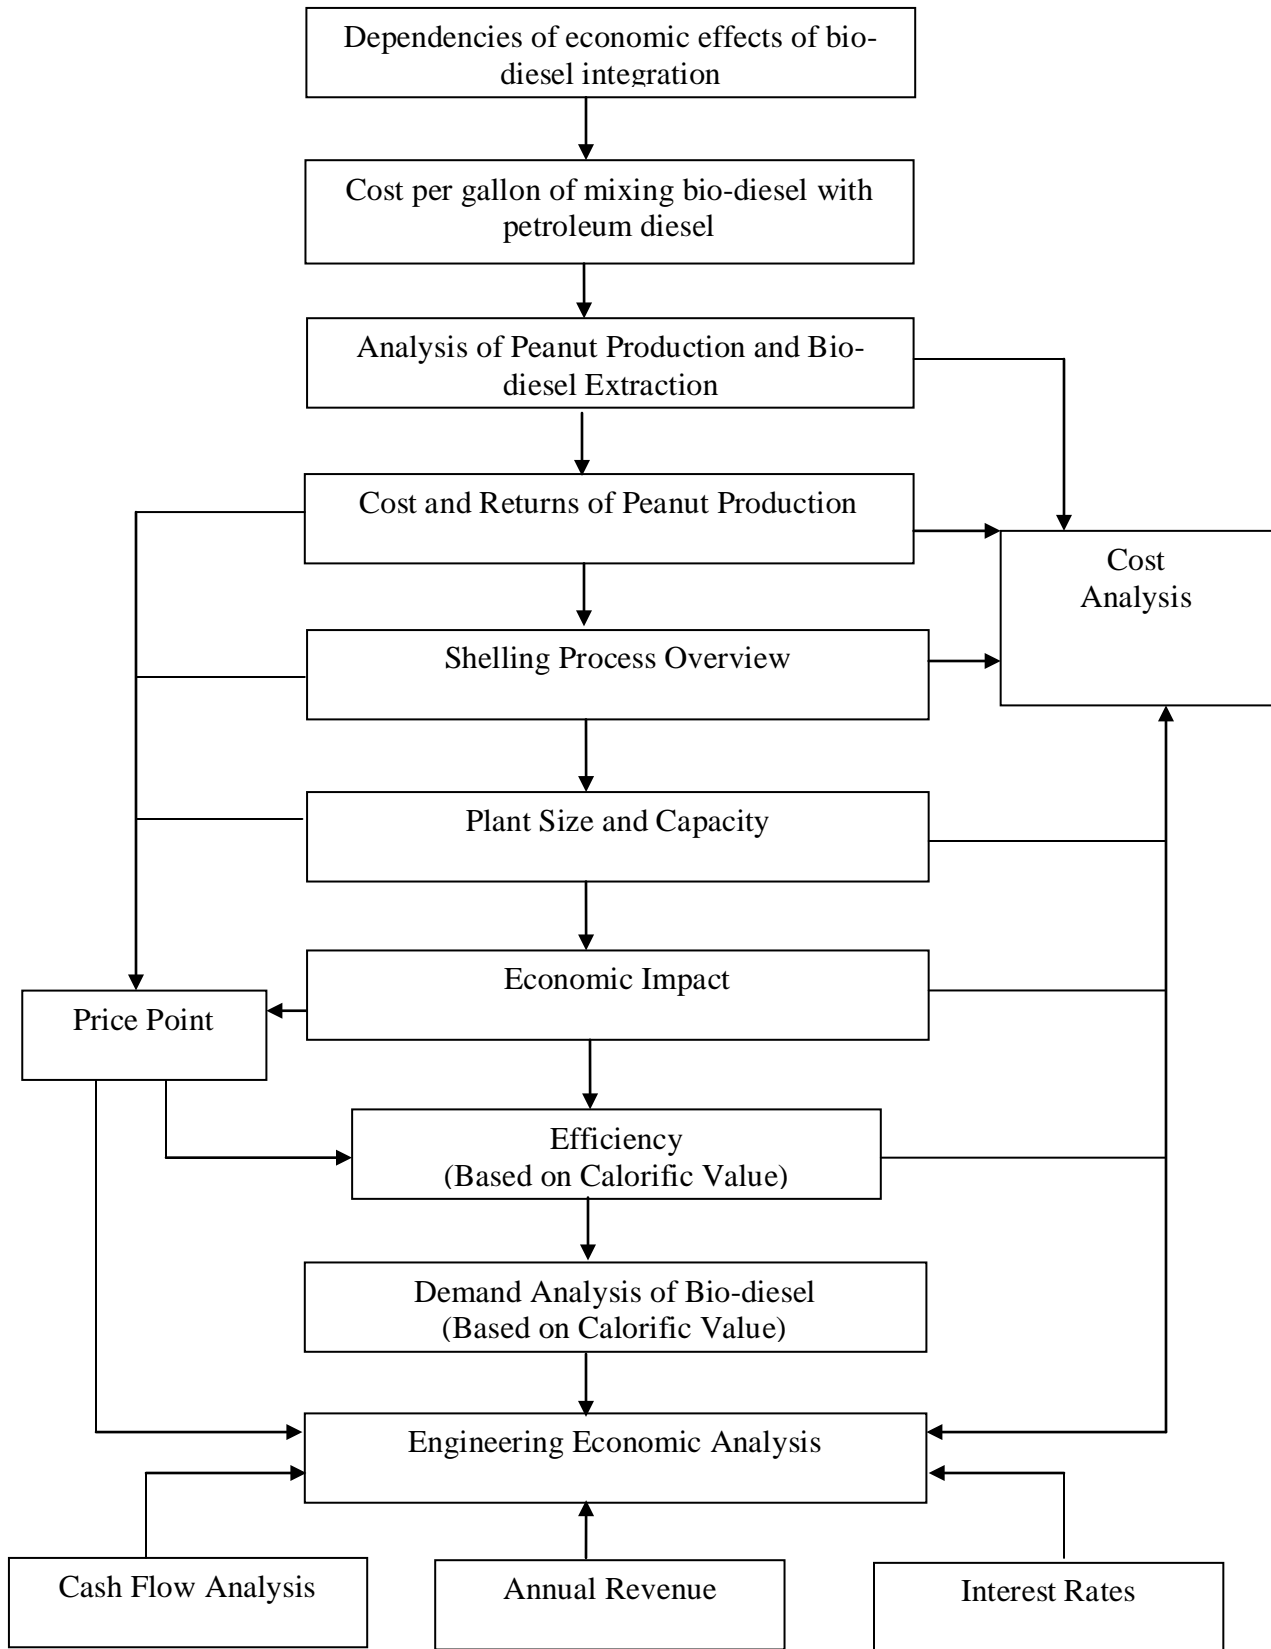 Dependencies of economic effects of bio-
diesel integration
Cost per gallon of mixing bio-diesel with
petroleum diesel
Analysis of Peanut Production and Bio-
diesel Extraction
Cost and Returns of Peanut Production
Cost
Analysis
Shelling Process Overview
Plant Size and Capacity
Economic Impact
Price Point
Efficiency
(Based on Calorific Value)
Demand Analysis of Bio-diesel
(Based on Calorific Value)
Engineering Economic Analysis
Cash Flow Analysis
Annual Revenue
Interest Rates